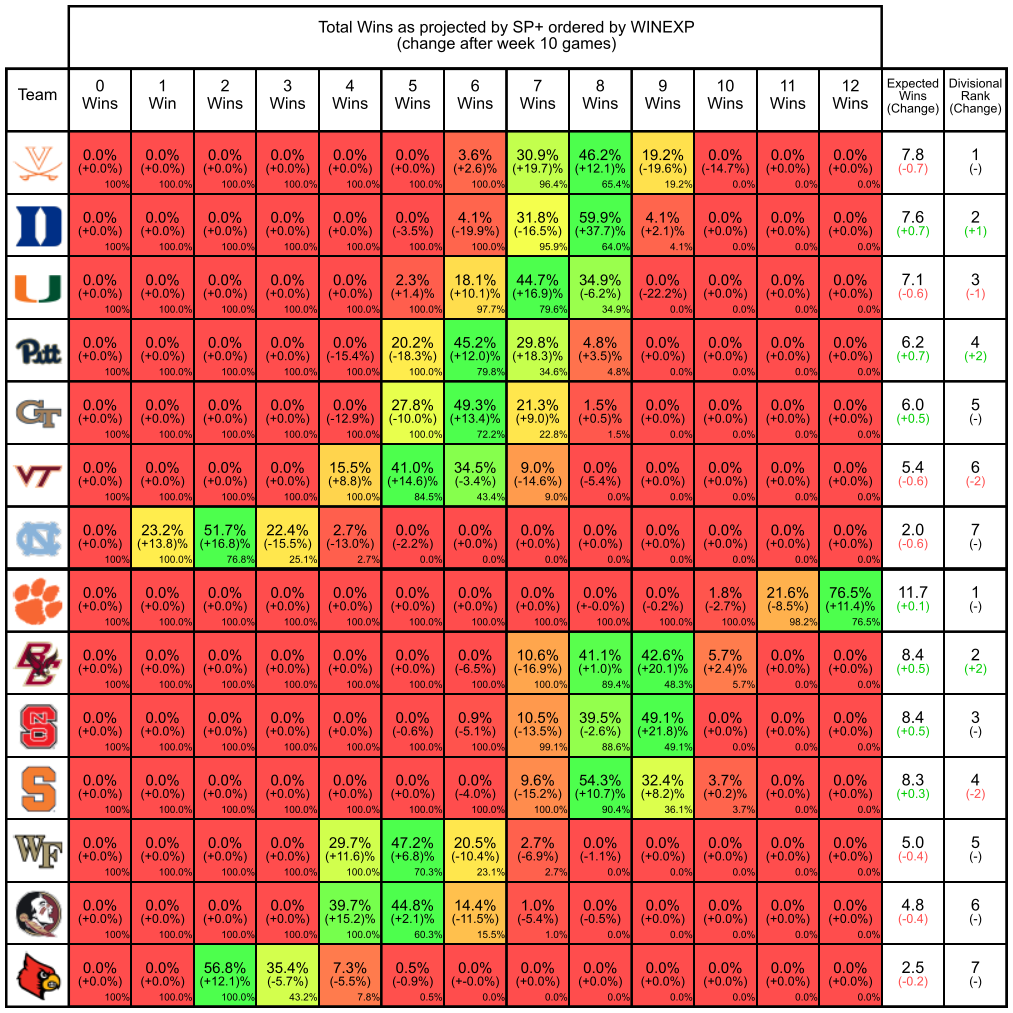 Total Wins as projected by SP+ ordered by WINEXP
(change after week 10 games)
Team 0 Wins 1 Win 2 Wins 3 Wins 4 Wins 5 Wins 6 Wins 7 Wins 8 Wins 9 Wins 10 Wins 11 Wins 12 Wins Expected Wins (Change) Divisional Rank (Change)
V 0.0% 0.0% 0.0% 0.0% 0.0% 0.0% 3.6% 30.9% 46.2% 19.2% 0.0% 0.0% 0.0% 7.8 1
(+0.0%) (+0.0%) (+0.0%) (+0.0%) (+0.0%) (+0.0%) (+2.6)% (+19.7)% (+12.1)% (-19.6%) (-14.7%) (+0.0%) (+0.0%) (-0.7) (-)
100% 100.0% 100.0% 100.0% 100.0% 100.0% 100.0% 96.4% 65.4% 19.2% 0.0% 0.0% 0.0%
D 0.0% 0.0% 0.0% 0.0% 0.0% 0.0% 4.1% 31.8% 59.9% 4.1% 0.0% 0.0% 0.0% 7.6 2
(+0.0%) (+0.0%) (+0.0%) (+0.0%) (+0.0%) (-3.5%) (-19.9%) (-16.5%) (+37.7)% (+2.1)% (+0.0%) (+0.0%) (+0.0%) (+0.7) (+1)
100% 100.0% 100.0% 100.0% 100.0% 100.0% 100.0% 95.9% 64.0% 4.1% 0.0% 0.0% 0.0%
U 0.0% 0.0% 0.0% 0.0% 0.0% 2.3% 18.1% 44.7% 34.9% 0.0% 0.0% 0.0% 0.0% 7.1 3
(+0.0%) (+0.0%) (+0.0%) (+0.0%) (+0.0%) (+1.4)% (+10.1)% (+16.9)% (-6.2%) (-22.2%) (+0.0%) (+0.0%) (+0.0%) (-0.6) (-1)
100% 100.0% 100.0% 100.0% 100.0% 100.0% 97.7% 79.6% 34.9% 0.0% 0.0% 0.0% 0.0%
Pitt 0.0% 0.0% 0.0% 0.0% 0.0% 20.2% 45.2% 29.8% 4.8% 0.0% 0.0% 0.0% 0.0% 6.2 4
(+0.0%) (+0.0%) (+0.0%) (+0.0%) (-15.4%) (-18.3%) (+12.0)% (+18.3)% (+3.5)% (+0.0%) (+0.0%) (+0.0%) (+0.0%) (+0.7) (+2)
100% 100.0% 100.0% 100.0% 100.0% 100.0% 79.8% 34.6% 4.8% 0.0% 0.0% 0.0% 0.0%
GT 0.0% 0.0% 0.0% 0.0% 0.0% 27.8% 49.3% 21.3% 1.5% 0.0% 0.0% 0.0% 0.0% 6.0 5
(+0.0%) (+0.0%) (+0.0%) (+0.0%) (-12.9%) (-10.0%) (+13.4)% (+9.0)% (+0.5)% (+0.0%) (+0.0%) (+0.0%) (+0.0%) (+0.5) (-)
100% 100.0% 100.0% 100.0% 100.0% 100.0% 72.2% 22.8% 1.5% 0.0% 0.0% 0.0% 0.0%
VT 0.0% 0.0% 0.0% 0.0% 15.5% 41.0% 34.5% 9.0% 0.0% 0.0% 0.0% 0.0% 0.0% 5.4 6
(+0.0%) (+0.0%) (+0.0%) (+0.0%) (+8.8)% (+14.6)% (-3.4%) (-14.6%) (-5.4%) (+0.0%) (+0.0%) (+0.0%) (+0.0%) (-0.6) (-2)
100% 100.0% 100.0% 100.0% 100.0% 84.5% 43.4% 9.0% 0.0% 0.0% 0.0% 0.0% 0.0%
NC 0.0% 23.2% 51.7% 22.4% 2.7% 0.0% 0.0% 0.0% 0.0% 0.0% 0.0% 0.0% 0.0% 2.0 7
(+0.0%) (+13.8)% (+16.8)% (-15.5%) (-13.0%) (-2.2%) (+0.0%) (+0.0%) (+0.0%) (+0.0%) (+0.0%) (+0.0%) (+0.0%) (-0.6) (-)
100% 100.0% 76.8% 25.1% 2.7% 0.0% 0.0% 0.0% 0.0% 0.0% 0.0% 0.0% 0.0%
0.0% 0.0% 0.0% 0.0% 0.0% 0.0% 0.0% 0.0% 0.0% 0.0% 1.8% 21.6% 76.5% 11.7 1
(+0.0%) (+0.0%) (+0.0%) (+0.0%) (+0.0%) (+0.0%) (+0.0%) (+0.0%) (+-0.0%) (-0.2%) (-2.7%) (-8.5%) (+11.4)% (+0.1) (-)
100% 100.0% 100.0% 100.0% 100.0% 100.0% 100.0% 100.0% 100.0% 100.0% 100.0% 98.2% 76.5%
BC 0.0% 0.0% 0.0% 0.0% 0.0% 0.0% 0.0% 10.6% 41.1% 42.6% 5.7% 0.0% 0.0% 8.4 2
(+0.0%) (+0.0%) (+0.0%) (+0.0%) (+0.0%) (+0.0%) (-6.5%) (-16.9%) (+1.0)% (+20.1)% (+2.4)% (+0.0%) (+0.0%) (+0.5) (+2)
100% 100.0% 100.0% 100.0% 100.0% 100.0% 100.0% 100.0% 89.4% 48.3% 5.7% 0.0% 0.0%
NCS 0.0% 0.0% 0.0% 0.0% 0.0% 0.0% 0.9% 10.5% 39.5% 49.1% 0.0% 0.0% 0.0% 8.4 3
(+0.0%) (+0.0%) (+0.0%) (+0.0%) (+0.0%) (-0.6%) (-5.1%) (-13.5%) (-2.6%) (+21.8)% (+0.0%) (+0.0%) (+0.0%) (+0.5) (-)
100% 100.0% 100.0% 100.0% 100.0% 100.0% 100.0% 99.1% 88.6% 49.1% 0.0% 0.0% 0.0%
S 0.0% 0.0% 0.0% 0.0% 0.0% 0.0% 0.0% 9.6% 54.3% 32.4% 3.7% 0.0% 0.0% 8.3 4
(+0.0%) (+0.0%) (+0.0%) (+0.0%) (+0.0%) (+0.0%) (-4.0%) (-15.2%) (+10.7)% (+8.2)% (+0.2)% (+0.0%) (+0.0%) (+0.3) (-2)
100% 100.0% 100.0% 100.0% 100.0% 100.0% 100.0% 100.0% 90.4% 36.1% 3.7% 0.0% 0.0%
WF 0.0% 0.0% 0.0% 0.0% 29.7% 47.2% 20.5% 2.7% 0.0% 0.0% 0.0% 0.0% 0.0% 5.0 5
(+0.0%) (+0.0%) (+0.0%) (+0.0%) (+11.6)% (+6.8)% (-10.4%) (-6.9%) (-1.1%) (+0.0%) (+0.0%) (+0.0%) (+0.0%) (-0.4) (-)
100% 100.0% 100.0% 100.0% 100.0% 70.3% 23.1% 2.7% 0.0% 0.0% 0.0% 0.0% 0.0%
0.0% 0.0% 0.0% 0.0% 39.7% 44.8% 14.4% 1.0% 0.0% 0.0% 0.0% 0.0% 0.0% 4.8 6
(+0.0%) (+0.0%) (+0.0%) (+0.0%) (+15.2)% (+2.1)% (-11.5%) (-5.4%) (-0.5%) (+0.0%) (+0.0%) (+0.0%) (+0.0%) (-0.4) (-)
100% 100.0% 100.0% 100.0% 100.0% 60.3% 15.5% 1.0% 0.0% 0.0% 0.0% 0.0% 0.0%
0.0% 0.0% 56.8% 35.4% 7.3% 0.5% 0.0% 0.0% 0.0% 0.0% 0.0% 0.0% 0.0% 2.5 7
(+0.0%) (+0.0%) (+12.1)% (-5.7%) (-5.5%) (-0.9%) (+-0.0%) (+0.0%) (+0.0%) (+0.0%) (+0.0%) (+0.0%) (+0.0%) (-0.2) (-)
100% 100.0% 100.0% 43.2% 7.8% 0.5% 0.0% 0.0% 0.0% 0.0% 0.0% 0.0% 0.0%